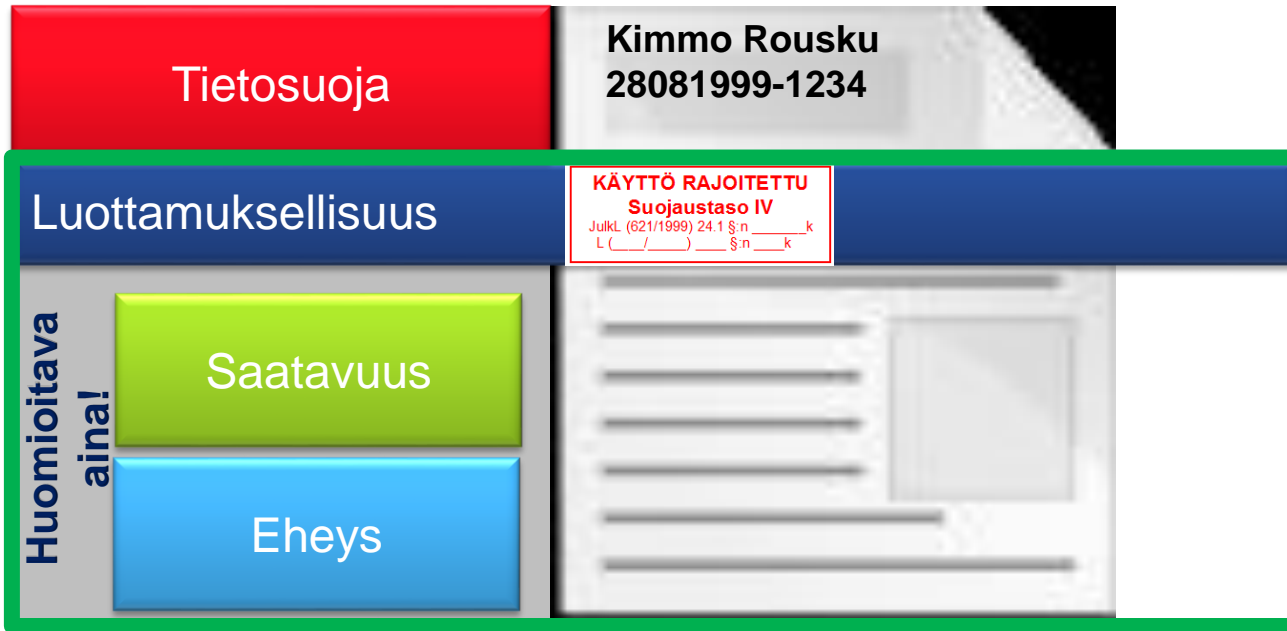 Tietosuoja
Kimmo Rousku
28081999-1234
Luottamuksellisuus
KÄYTTÖ RAJOITETTU
Suojaustaso IV
JulkL (621/1999) 24.1 §:n _______k
L (____/_____) ____ §:n ____k
Huomioitava
aina!
Saatavuus
Eheys